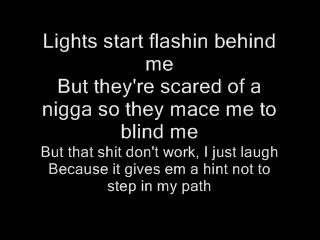 Lights start flashin behind
me
But they're scared of a
nigga so they mace me to
blind me
But that shit don't work, I just laugh
Because it gives em a hint not to
step in my path